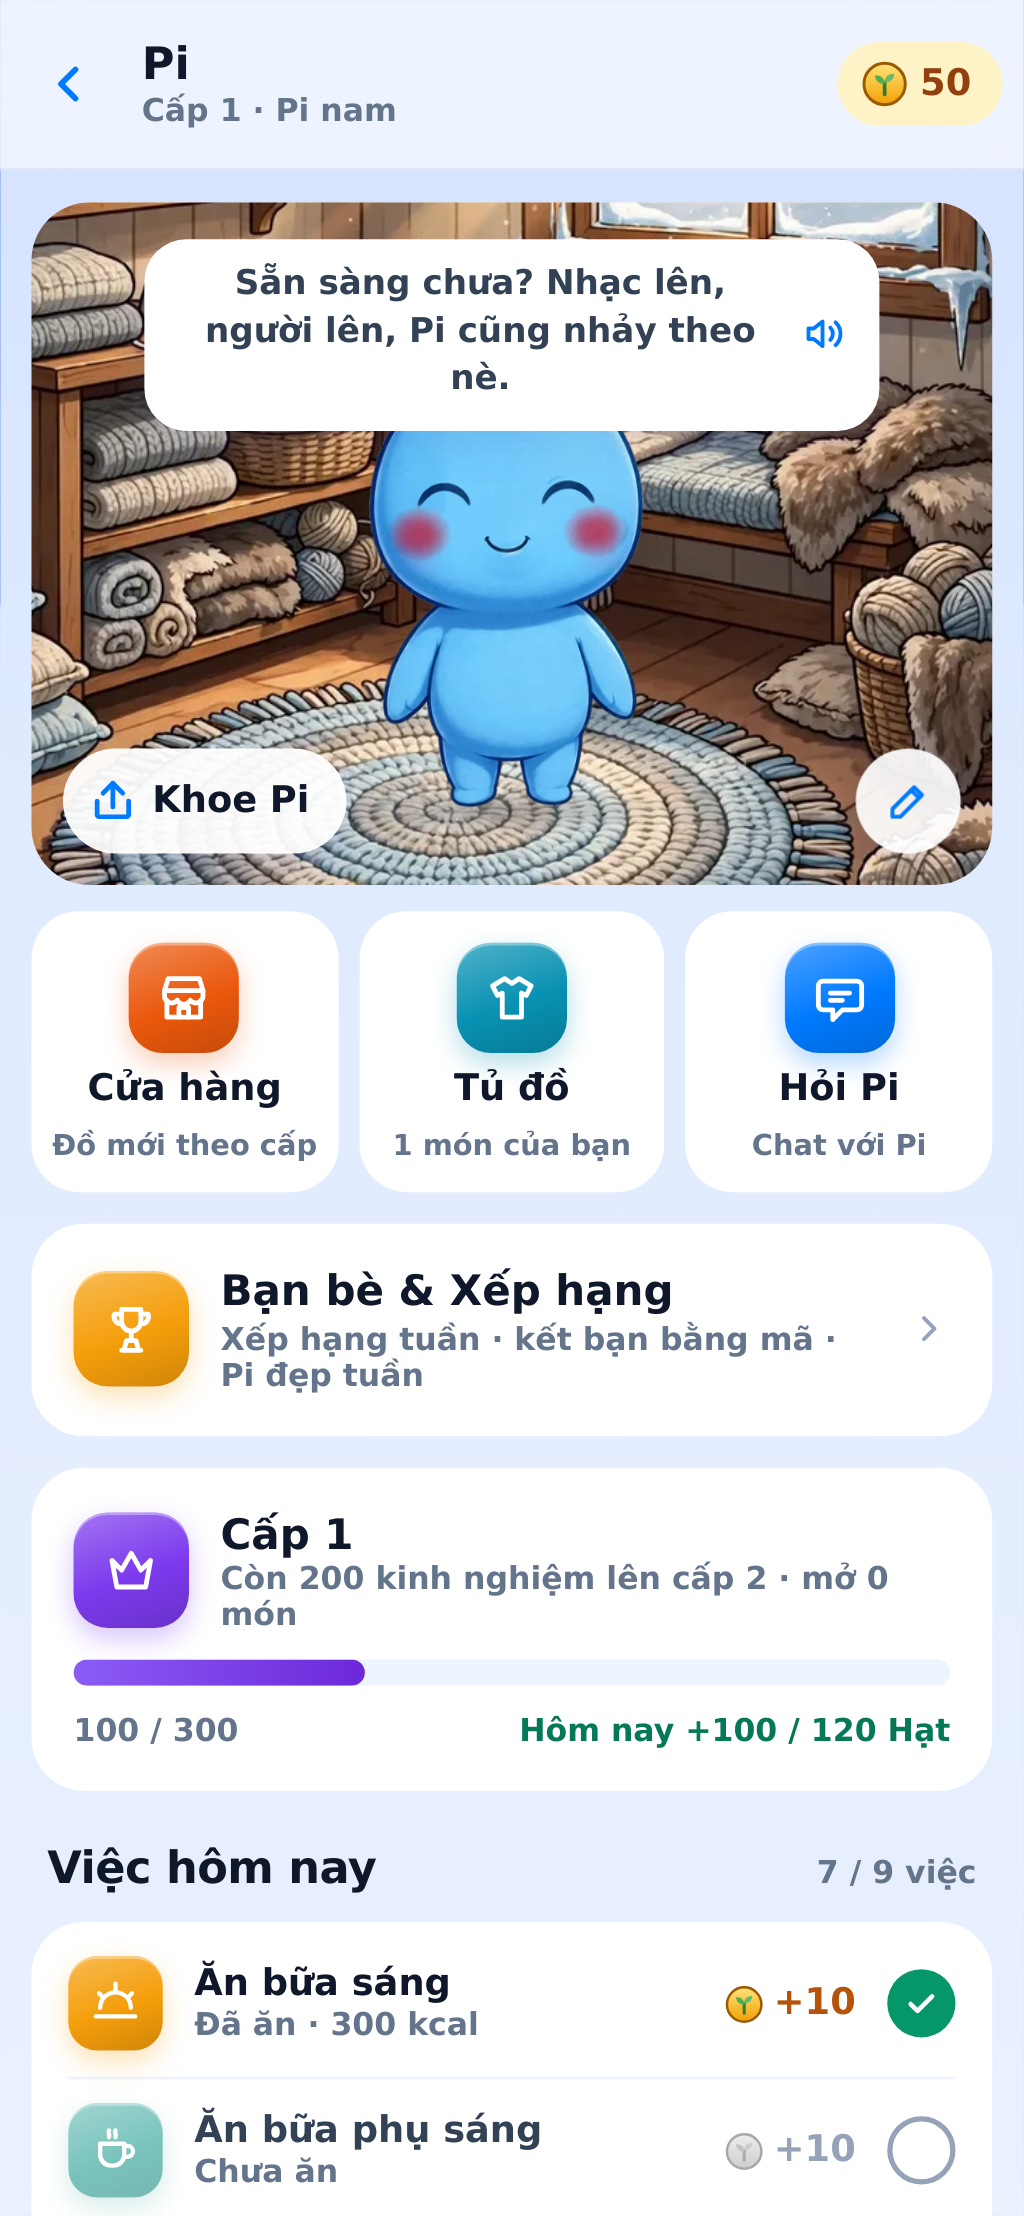 Pi
Cấp 1 · Pi nam
50
Sẵn sàng chưa? Nhạc lên,
người lên, Pi cũng nhảy theo
nè.
Khoe Pi
Cửa hàng
Đồ mới theo cấp
Tủ đồ
1 món của bạn
Hỏi Pi
Chat với Pi
Bạn bè & Xếp hạng
Xếp hạng tuần · kết bạn bằng mã ·
Pi đẹp tuần
Cấp 1
Còn 200 kinh nghiệm lên cấp 2 · mở 0
món
100 / 300
Hôm nay +100 / 120 Hạt
Việc hôm nay
7 / 9 việc
Ăn bữa sáng
Đã ăn · 300 kcal
+10
Ăn bữa phụ sáng
Chưa ăn
+10